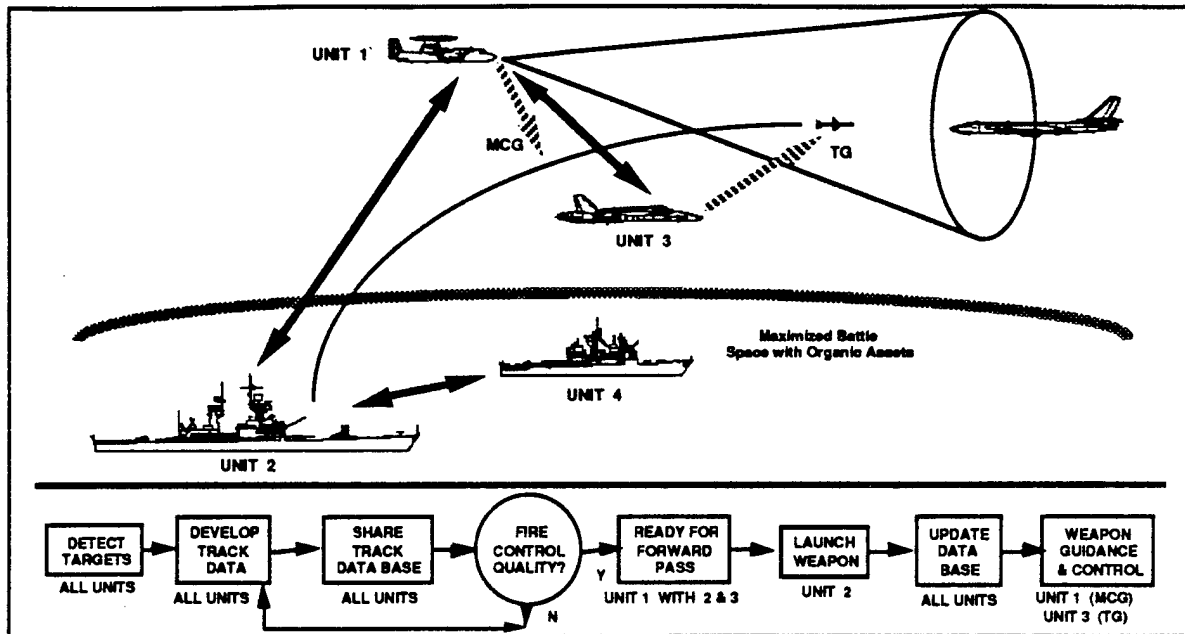 UNIT 1
MCG
TG
UNIT 3
Maximized Battle
Space with Organic Assets
UNIT 4
UNIT 2
DETECT
TARGETS
ALL UNITS
DEVELOP
TRACK
DATA
ALL UNITS
SHARE
TRACK
DATA BASE
ALL UNITS
FIRE
CONTROL
QUALITY?
Y
N
READY FOR
FORWARD
PASS
UNIT 1 WITH 2 & 3
LAUNCH
WEAPON
UNIT 2
UPDATE
DATA
BASE
ALL UNITS
WEAPON
GUIDANCE
& CONTROL
UNIT 1 (MCG)
UNIT 3 (TG)